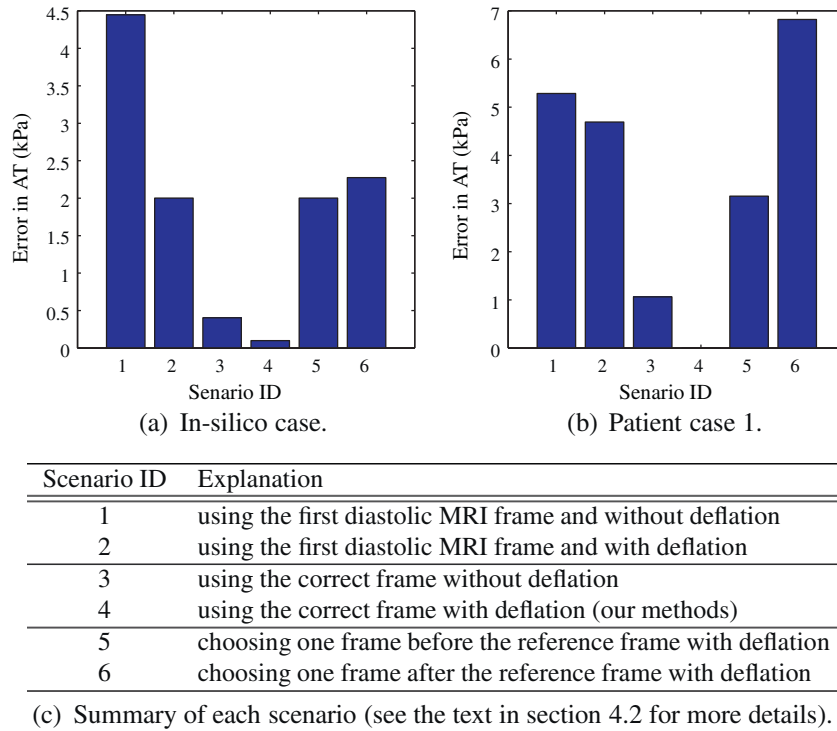 4.5
4
3.5
3
2.5
2
1.5
1
0.5
0
Error in AT (kPa)
1 2 3 4 5 6
Senario ID
(a) In-silico case.
7
6
5
4
3
2
1
0
Error in AT (kPa)
1 2 3 4 5 6
Senario ID
(b) Patient case 1.
Scenario ID Explanation
1 using the first diastolic MRI frame and without deflation
2 using the first diastolic MRI frame and with deflation
3 using the correct frame without deflation
4 using the correct frame with deflation (our methods)
5 choosing one frame before the reference frame with deflation
6 choosing one frame after the reference frame with deflation
(c) Summary of each scenario (see the text in section 4.2 for more details).